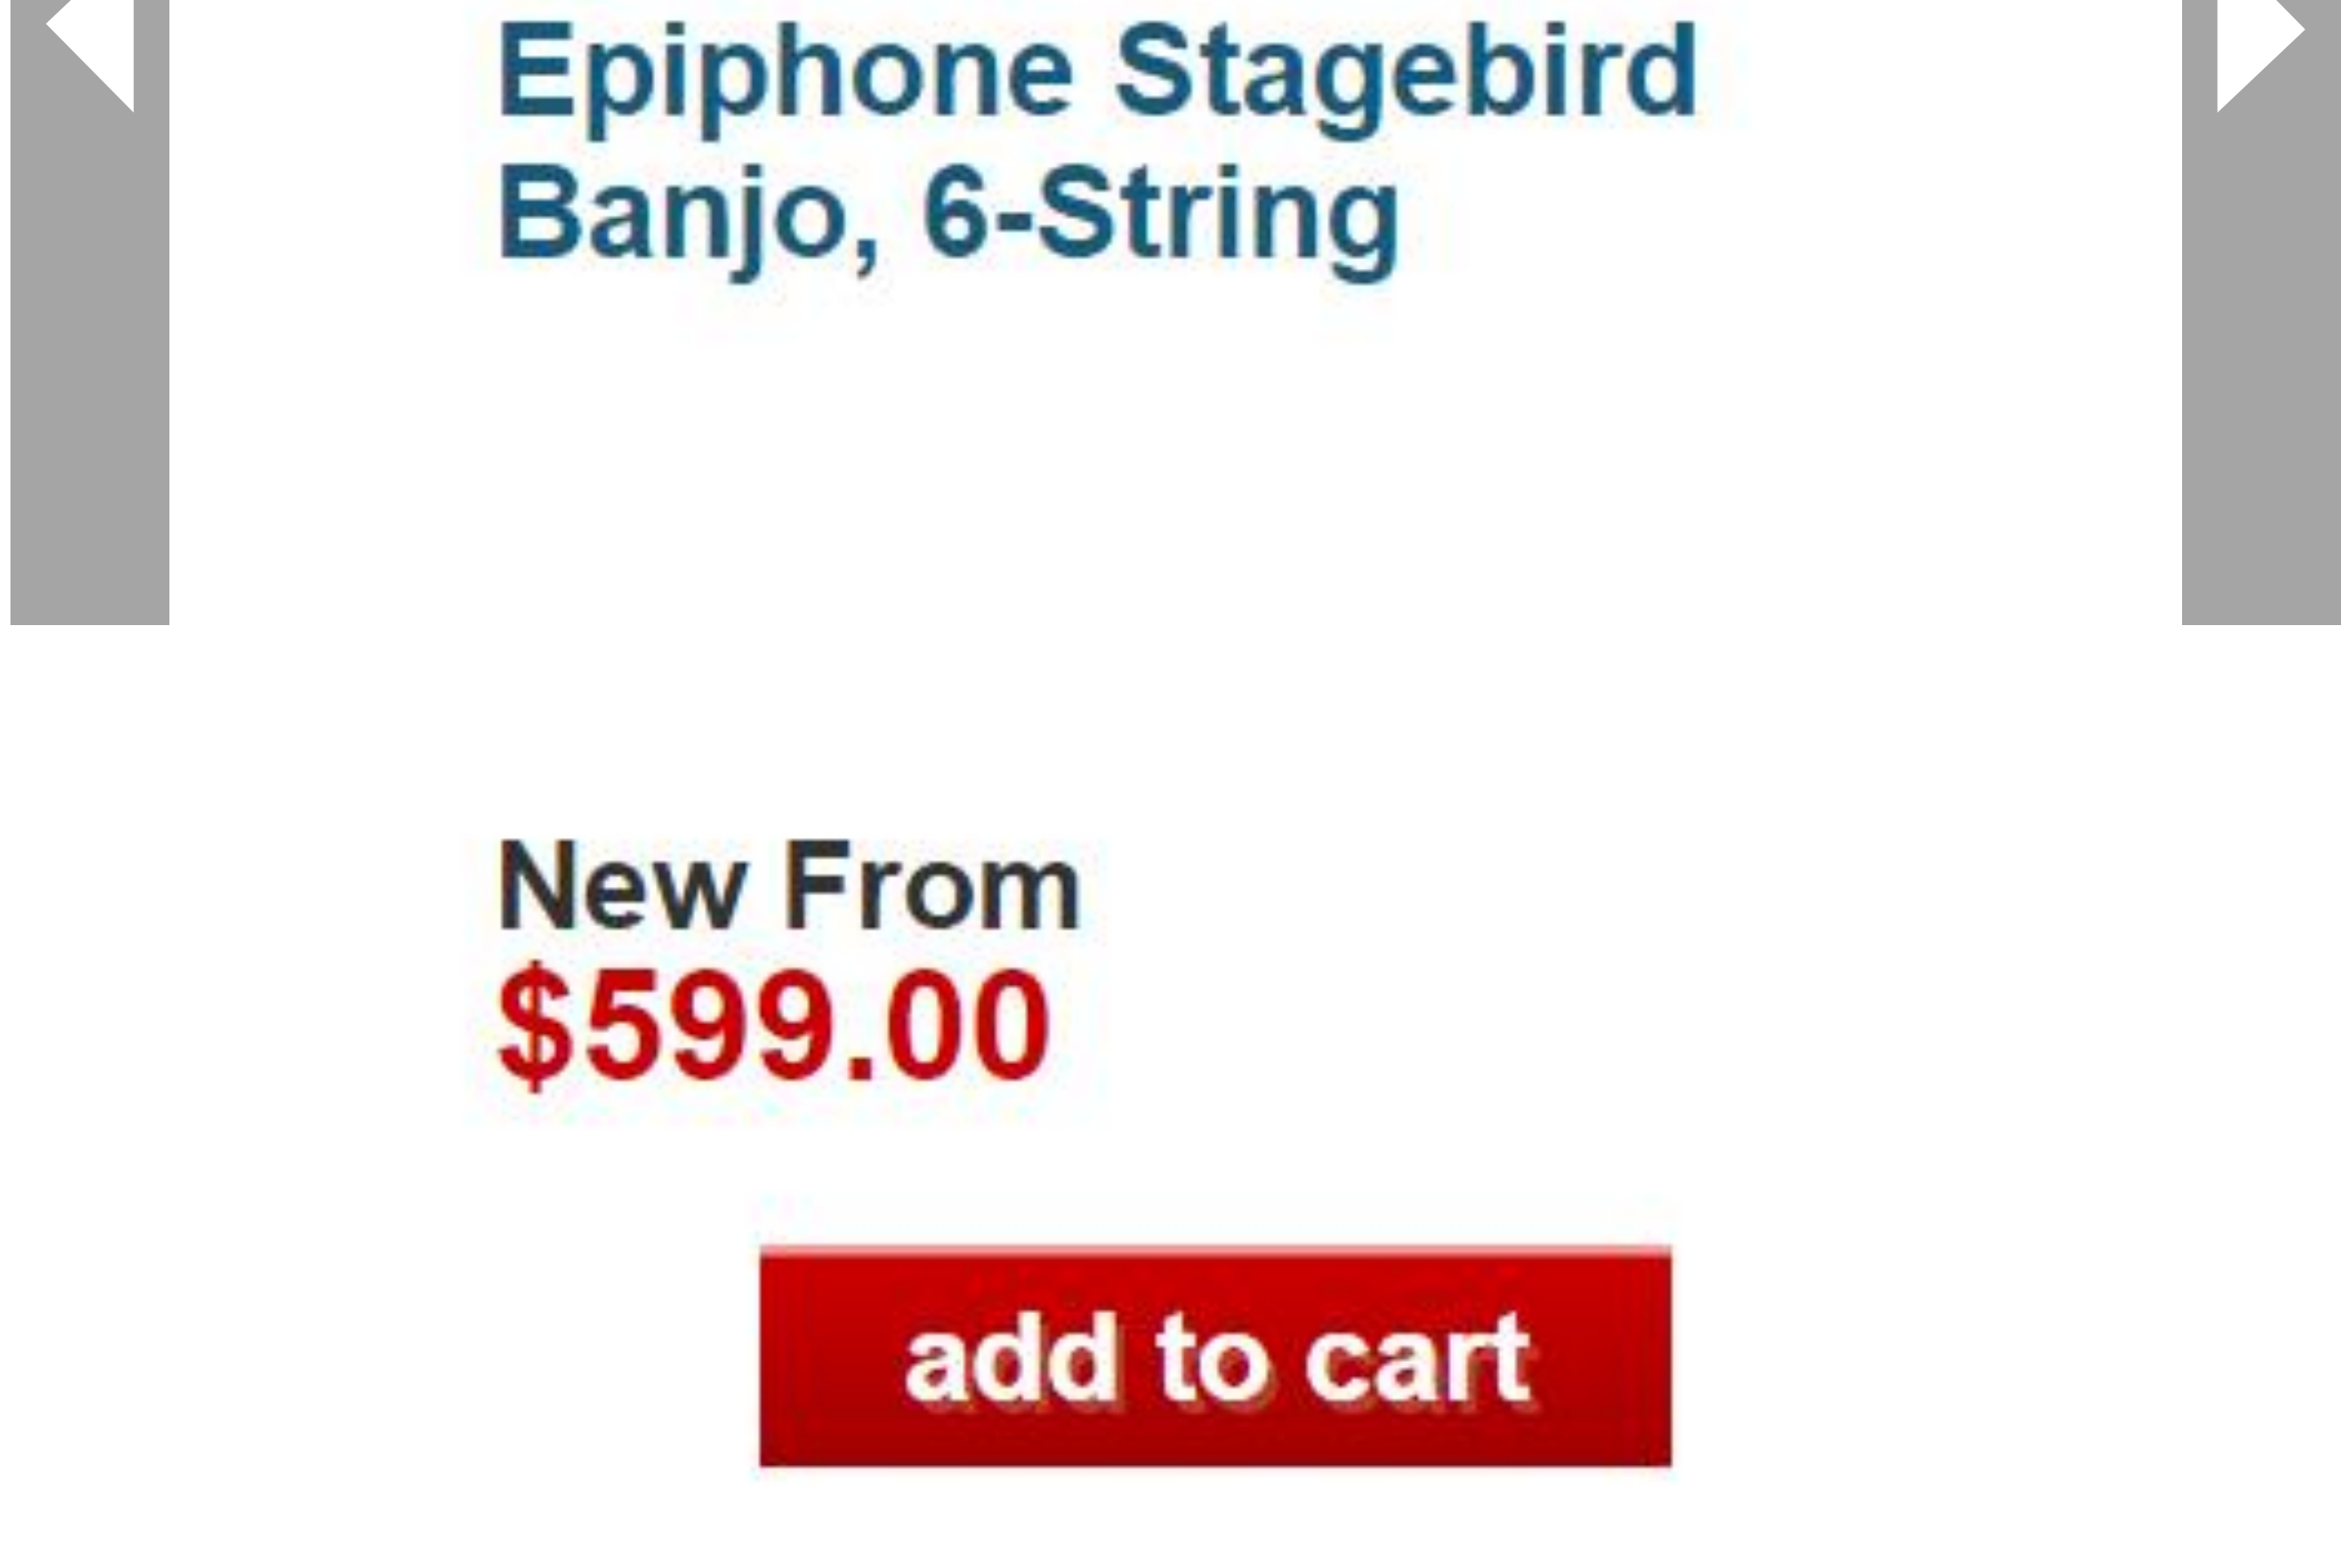 Epiphone Stagebird
Banjo, 6-String
New From
$599.00
add to cart